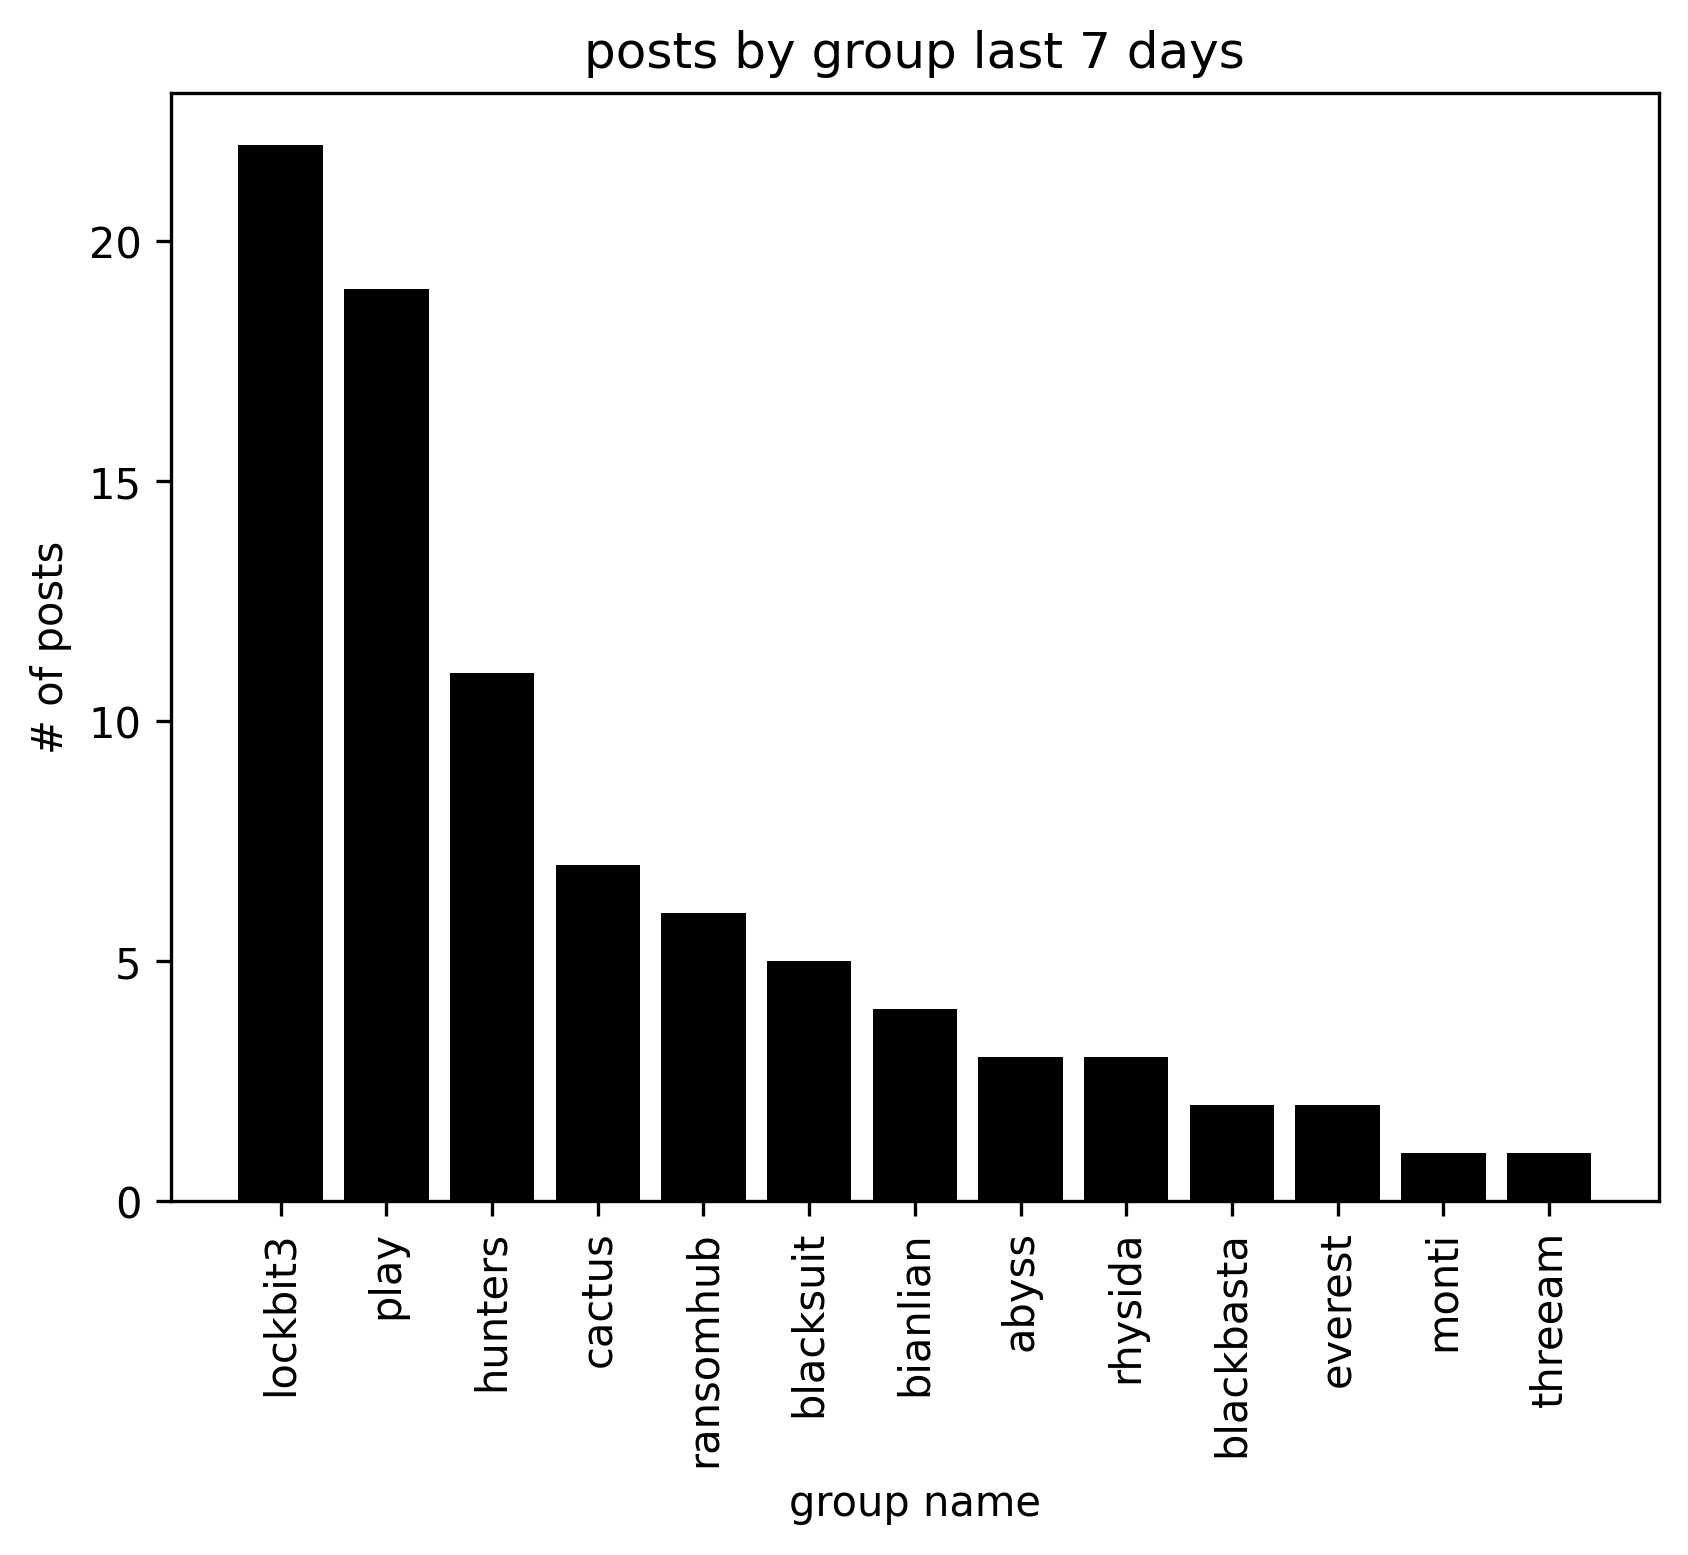 posts by group last 7 days
# of posts
20
15
10
5
0
lockbit3
play
hunters
cactus
ransomhub
blacksuit
bianlian
abyss
rhysida
blackbasta
everest
monti
threeam
group name